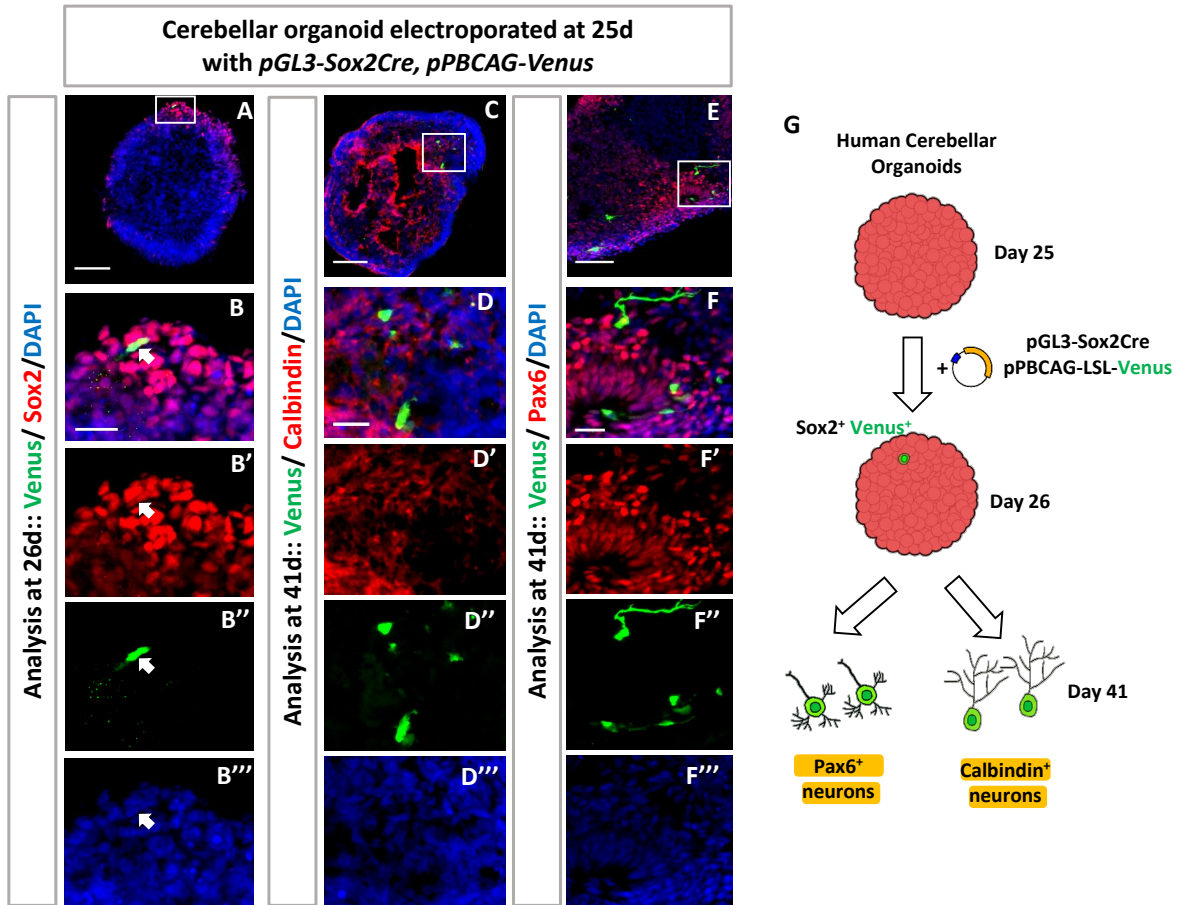 Cerebellar organoid electroporated at 25d
with pGL3-Sox2Cre, pPBCAG-Venus
Analysis at 26d:: Venus/ Sox2/DAPI
A
B
B'
B''
B'''
Analysis at 41d:: Venus/ Calbindin/DAPI
C
D
D'
D''
D'''
Analysis at 41d:: Venus/ Pax6/DAPI
E
F
F'
F''
F'''
G
Human Cerebellar
Organoids
Day 25
+
pGL3-Sox2Cre
pPBCAG-LSL-Venus
Sox2⁺ Venus⁺
Day 26
Day 41
Pax6⁺
neurons
Calbindin⁺
neurons